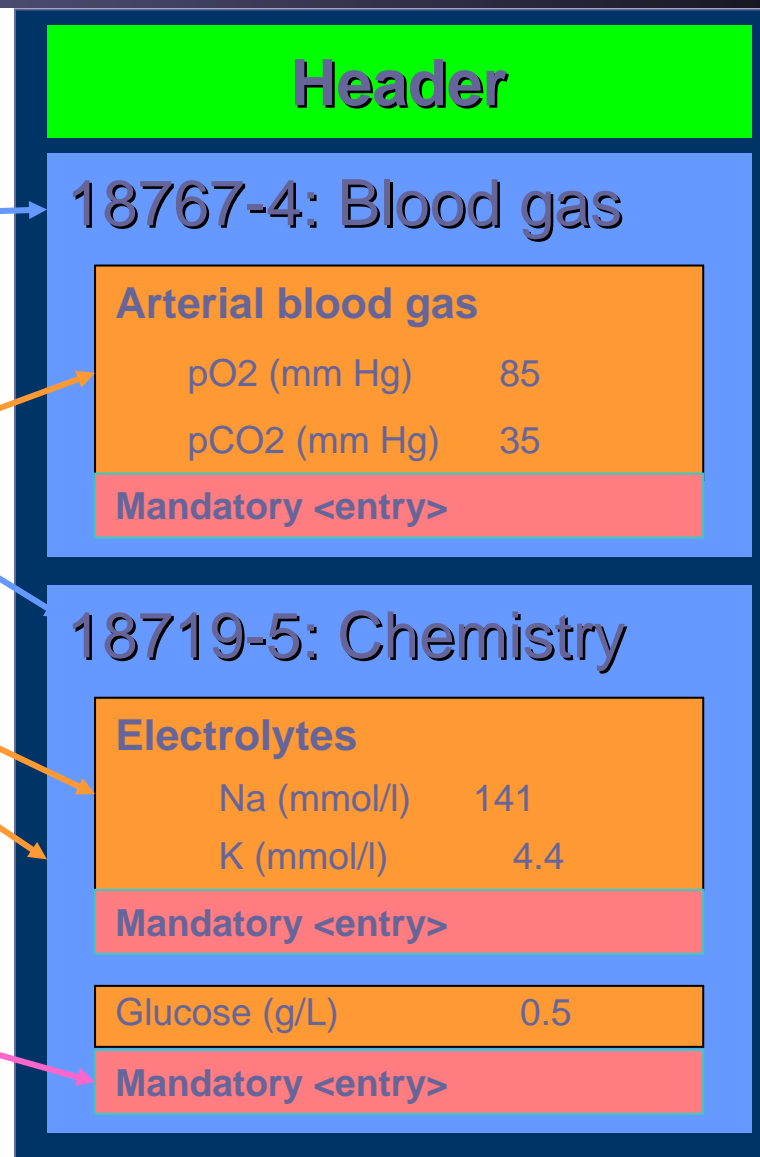 Header
18767-4: Blood gas
Arterial blood gas
pO2 (mm Hg) 85
pCO2 (mm Hg) 35
Mandatory <entry>
18719-5: Chemistry
Electrolytes
Na (mmol/l) 141
K (mmol/l) 4.4
Mandatory <entry>
Glucose (g/L) 0.5
Mandatory <entry>